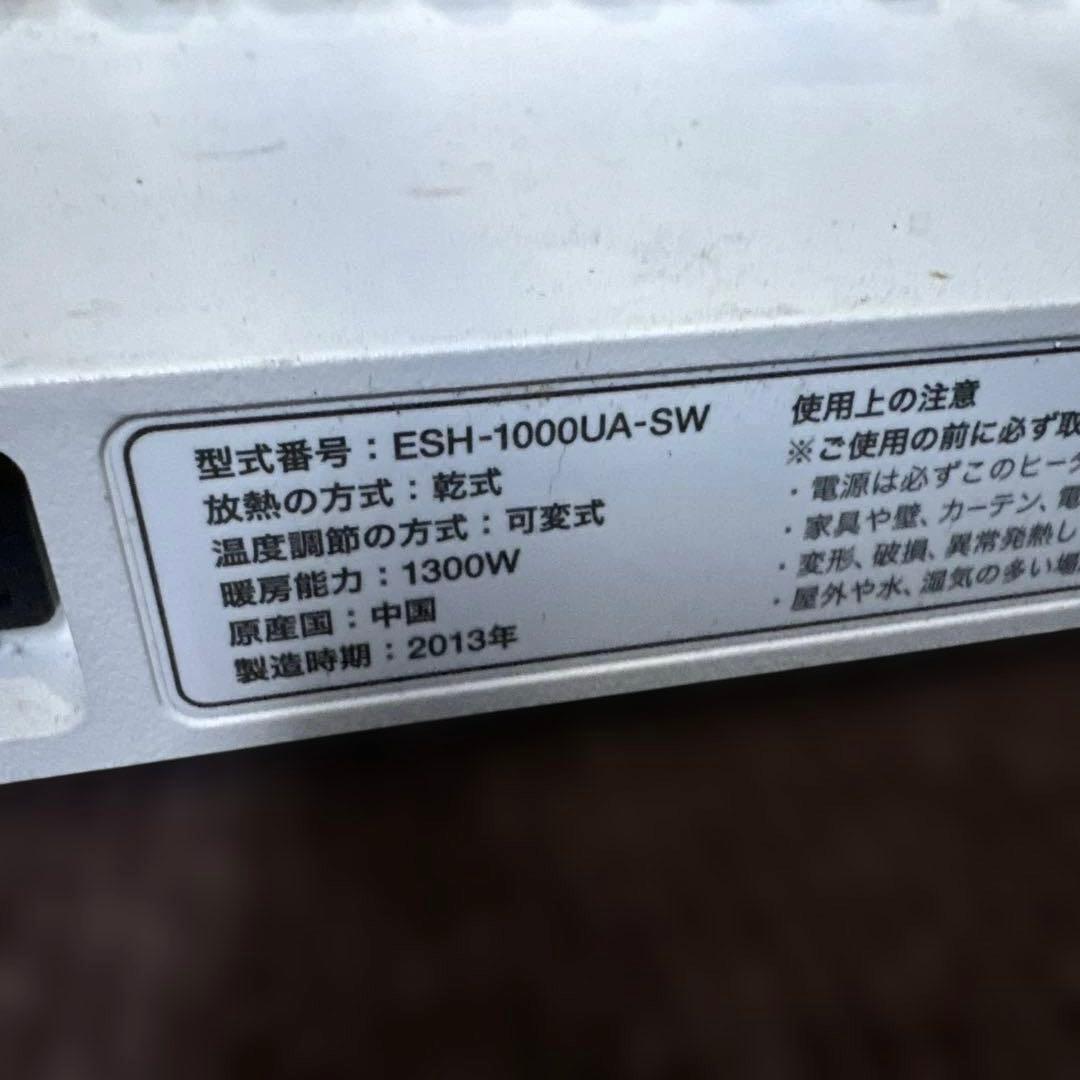 型式番号：ESH-1000UA-SW
放熱の方式：乾式
温度調節の方式：可変式
暖房能力：1300W
原産国：中国
製造時期：2013年
使用上の注意
※ご使用の前に必ず取
・電源は必ずこのヒータ
・家具や壁、カーテン、電
・変形、破損、異常発熱し
・屋外や水、湿気の多い場